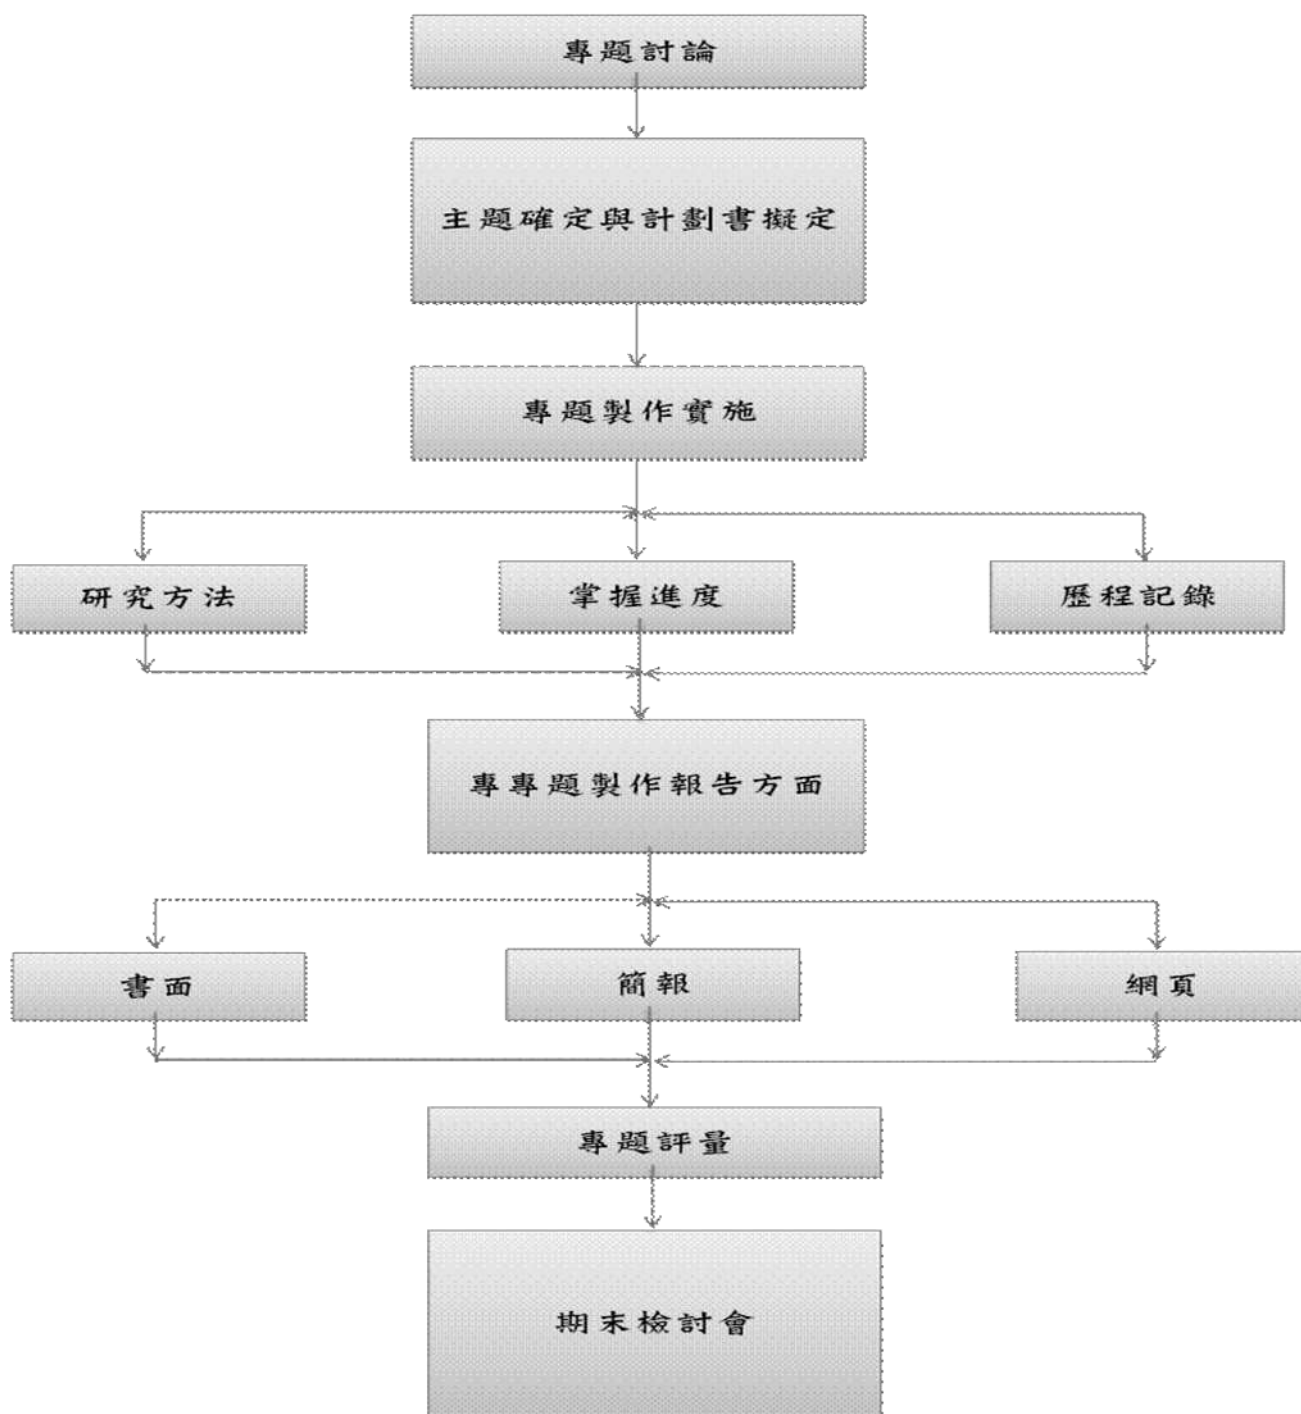 專題討論
主題確定與計劃書擬定
專題製作實施
研究方法
掌握進度
歷程記錄
專專題製作報告方面
書面
簡報
網頁
專題評量
期末檢討會